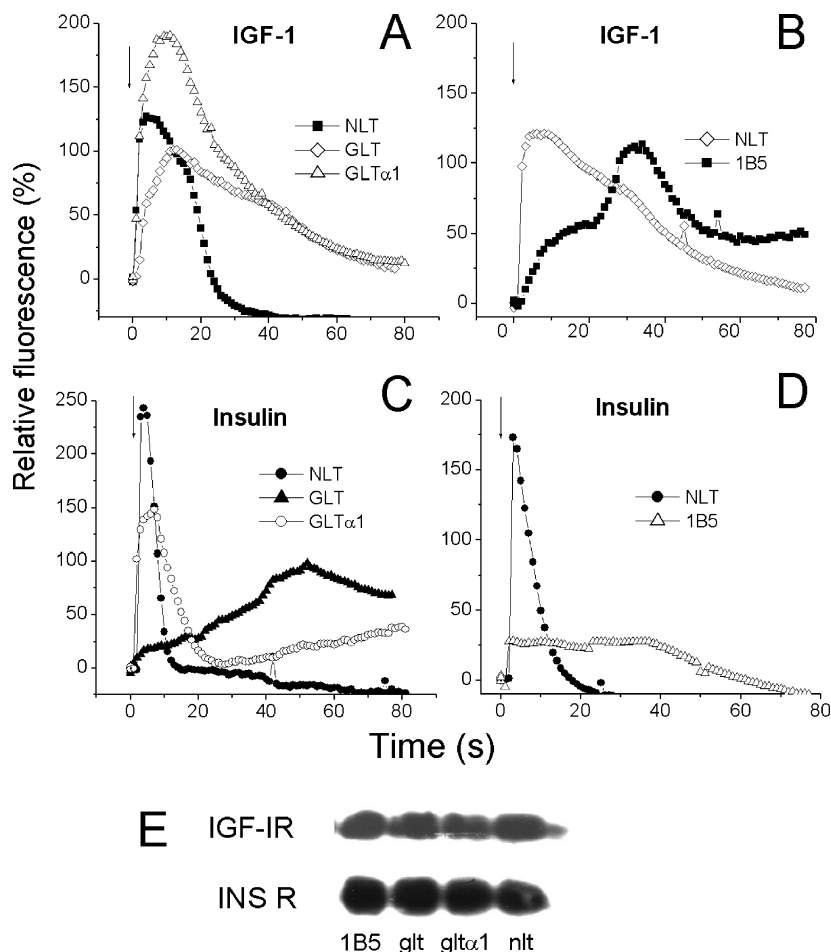 A
IGF-1
NLT
GLT
GLTα1
200
150
100
50
0
0 20 40 60 80
B
IGF-1
NLT
1B5
200
150
100
50
0
0 20 40 60 80
Relative fluorescence (%)
C
Insulin
NLT
GLT
GLTα1
250
200
150
100
50
0
0 20 40 60 80
D
Insulin
NLT
1B5
200
150
100
50
0
0 20 40 60 80
Time (s)
E
IGF-IR
INS R
1B5 glt gltα1 nlt